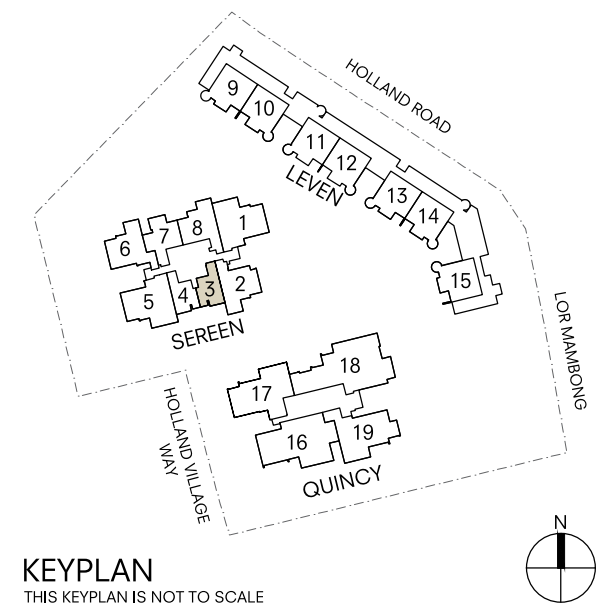 HOLLAND ROAD
9
10
11
12
LEVEN
13
14
15
LOR MAMBONG
1
8
7
6
5
4
3
2
SEREEN
18
17
16
19
QUINCY
HOLLAND VILLAGE
WAY
N
KEYPLAN
THIS KEYPLAN IS NOT TO SCALE